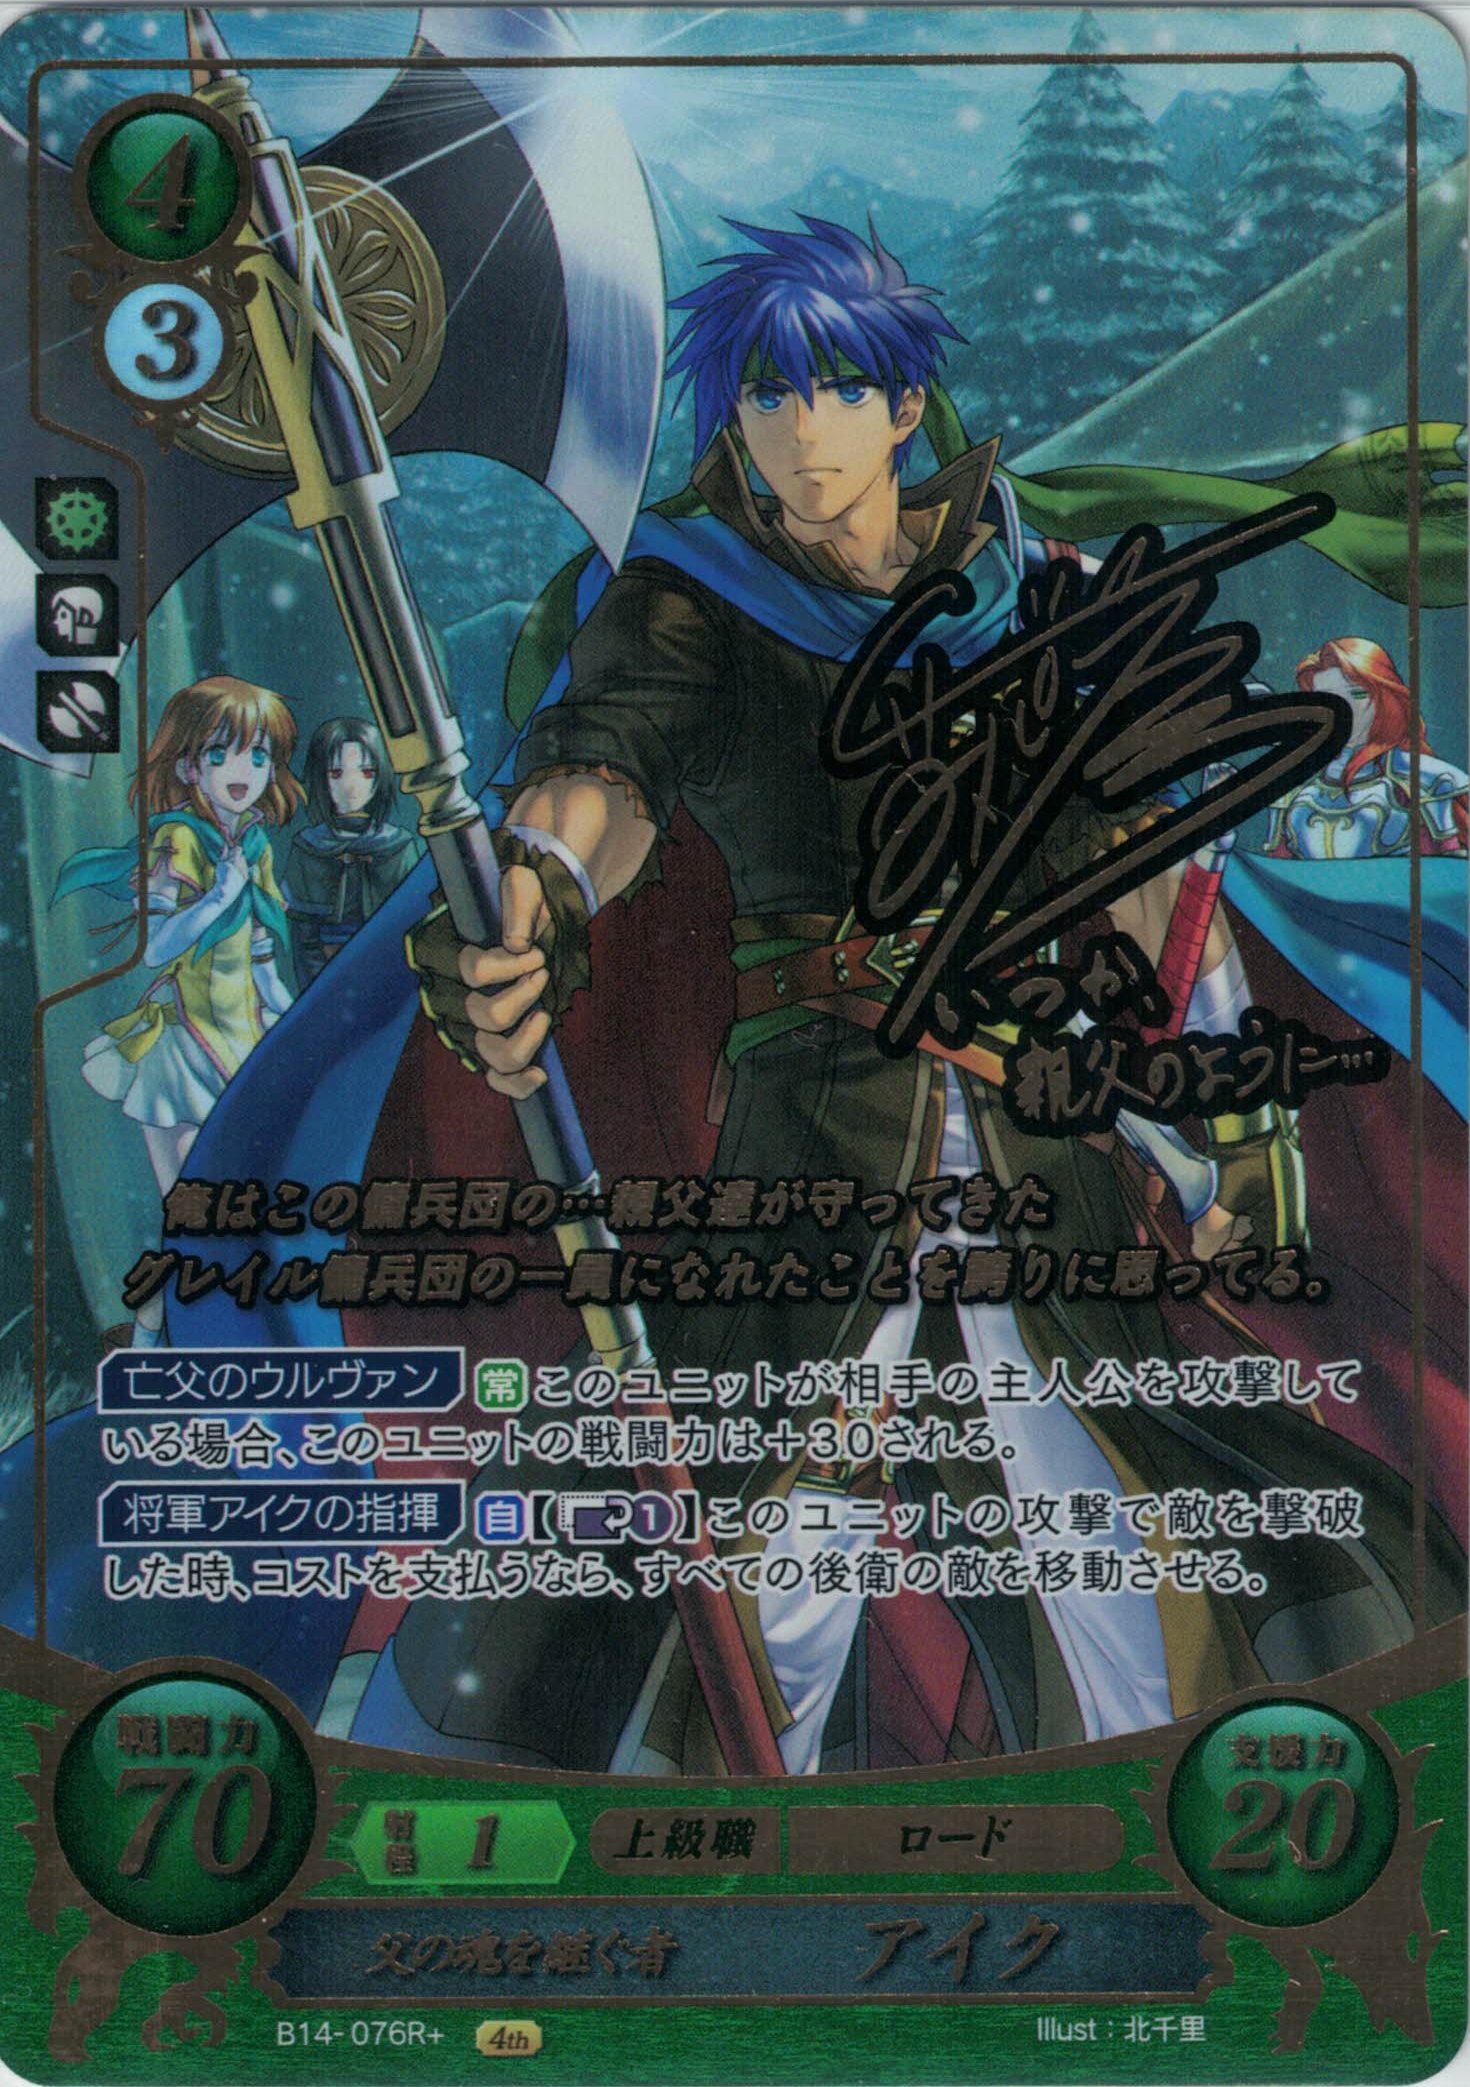 4
3
いつか、
親父のように…
俺はこの傭兵団の…親父達が守ってきた
グレイル傭兵団の一員になれたことを誇りに思ってる。
亡父のウルヴァン 常 このユニットが相手の主人公を攻撃して
いる場合、このユニットの戦闘力は＋30される。
将軍アイクの指揮 自【1】このユニットの攻撃で敵を撃破
した時、コストを支払うなら、すべての後衛の敵を移動させる。
戦闘力
70
射程 1
上級職
ロード
支援力
20
父の魂を継ぐ者 アイク
B14-076R+ 4th
Illust：北千里